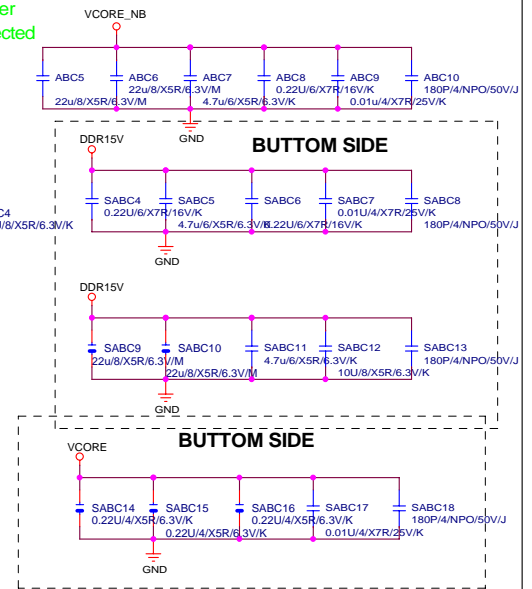 er
VCORE_NB
ected
ABC5
ABC6
ABC7
ABC8
ABC9
ABC10
22u/8/X5R/6.3V/M
22u/8/X5R/6.3V/M
4.7u/6/X5R/6.3V/K
0.22U/6/X7R/16V/K
0.01u/4/X7R/25V/K
180P/4/NPO/50V/J
GND
DDR15V
BUTTOM SIDE
SABC4
SABC5
SABC6
SABC7
SABC8
C4
0.22U/6/X7R/16V/K
4.7u/6/X5R/6.3V/K
0.22U/6/X7R/16V/K
0.01U/4/X7R/25V/K
180P/4/NPO/50V/J
/8/X5R/6.3V/K
GND
DDR15V
SABC9
SABC10
SABC11
SABC12
SABC13
22u/8/X5R/6.3V/M
22u/8/X5R/6.3V/M
4.7u/6/X5R/6.3V/K
10U/8/X5R/6.3V/K
180P/4/NPO/50V/J
GND
VCORE
BUTTOM SIDE
SABC14
SABC15
SABC16
SABC17
SABC18
0.22U/4/X5R/6.3V/K
0.22U/4/X5R/6.3V/K
0.22U/4/X5R/6.3V/K
0.01U/4/X7R/25V/K
180P/4/NPO/50V/J
GND